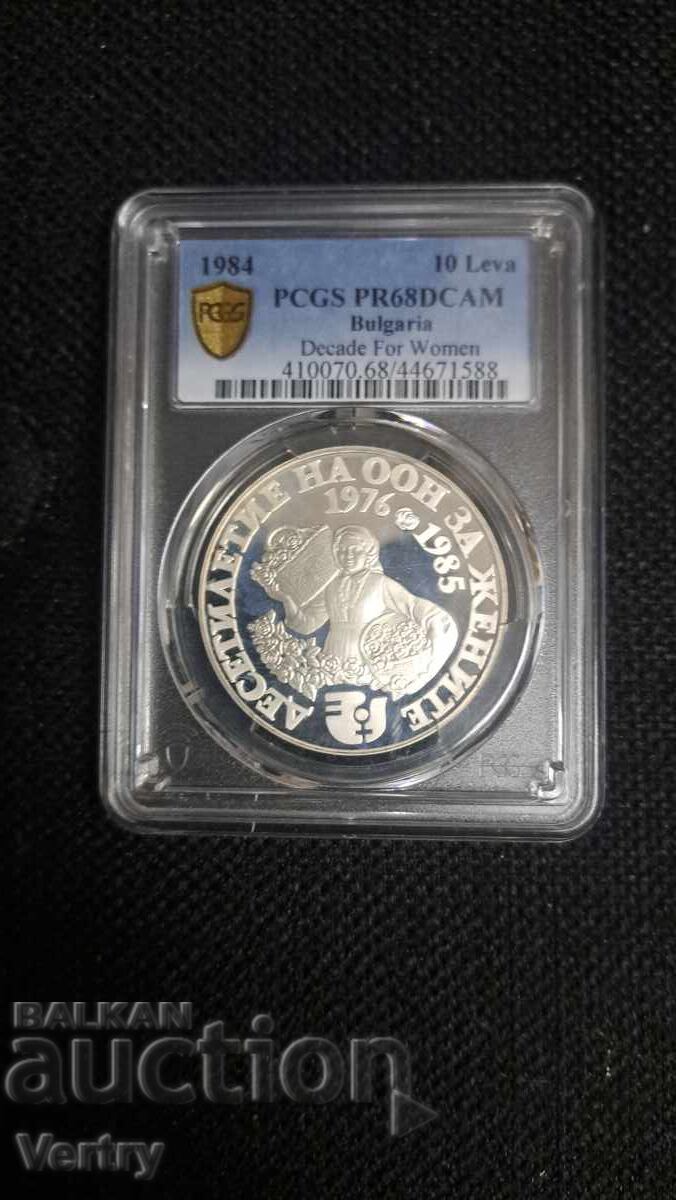 1984 10 Leva
PCGS
PCGS PR68DCAM
Bulgaria
Decade For Women
410070.68/44671588
ДЕСЕТИЛЕТИЕ НА ООН ЗА ЖЕНИТЕ
1976 1985
BALKAN
auction
Vertry